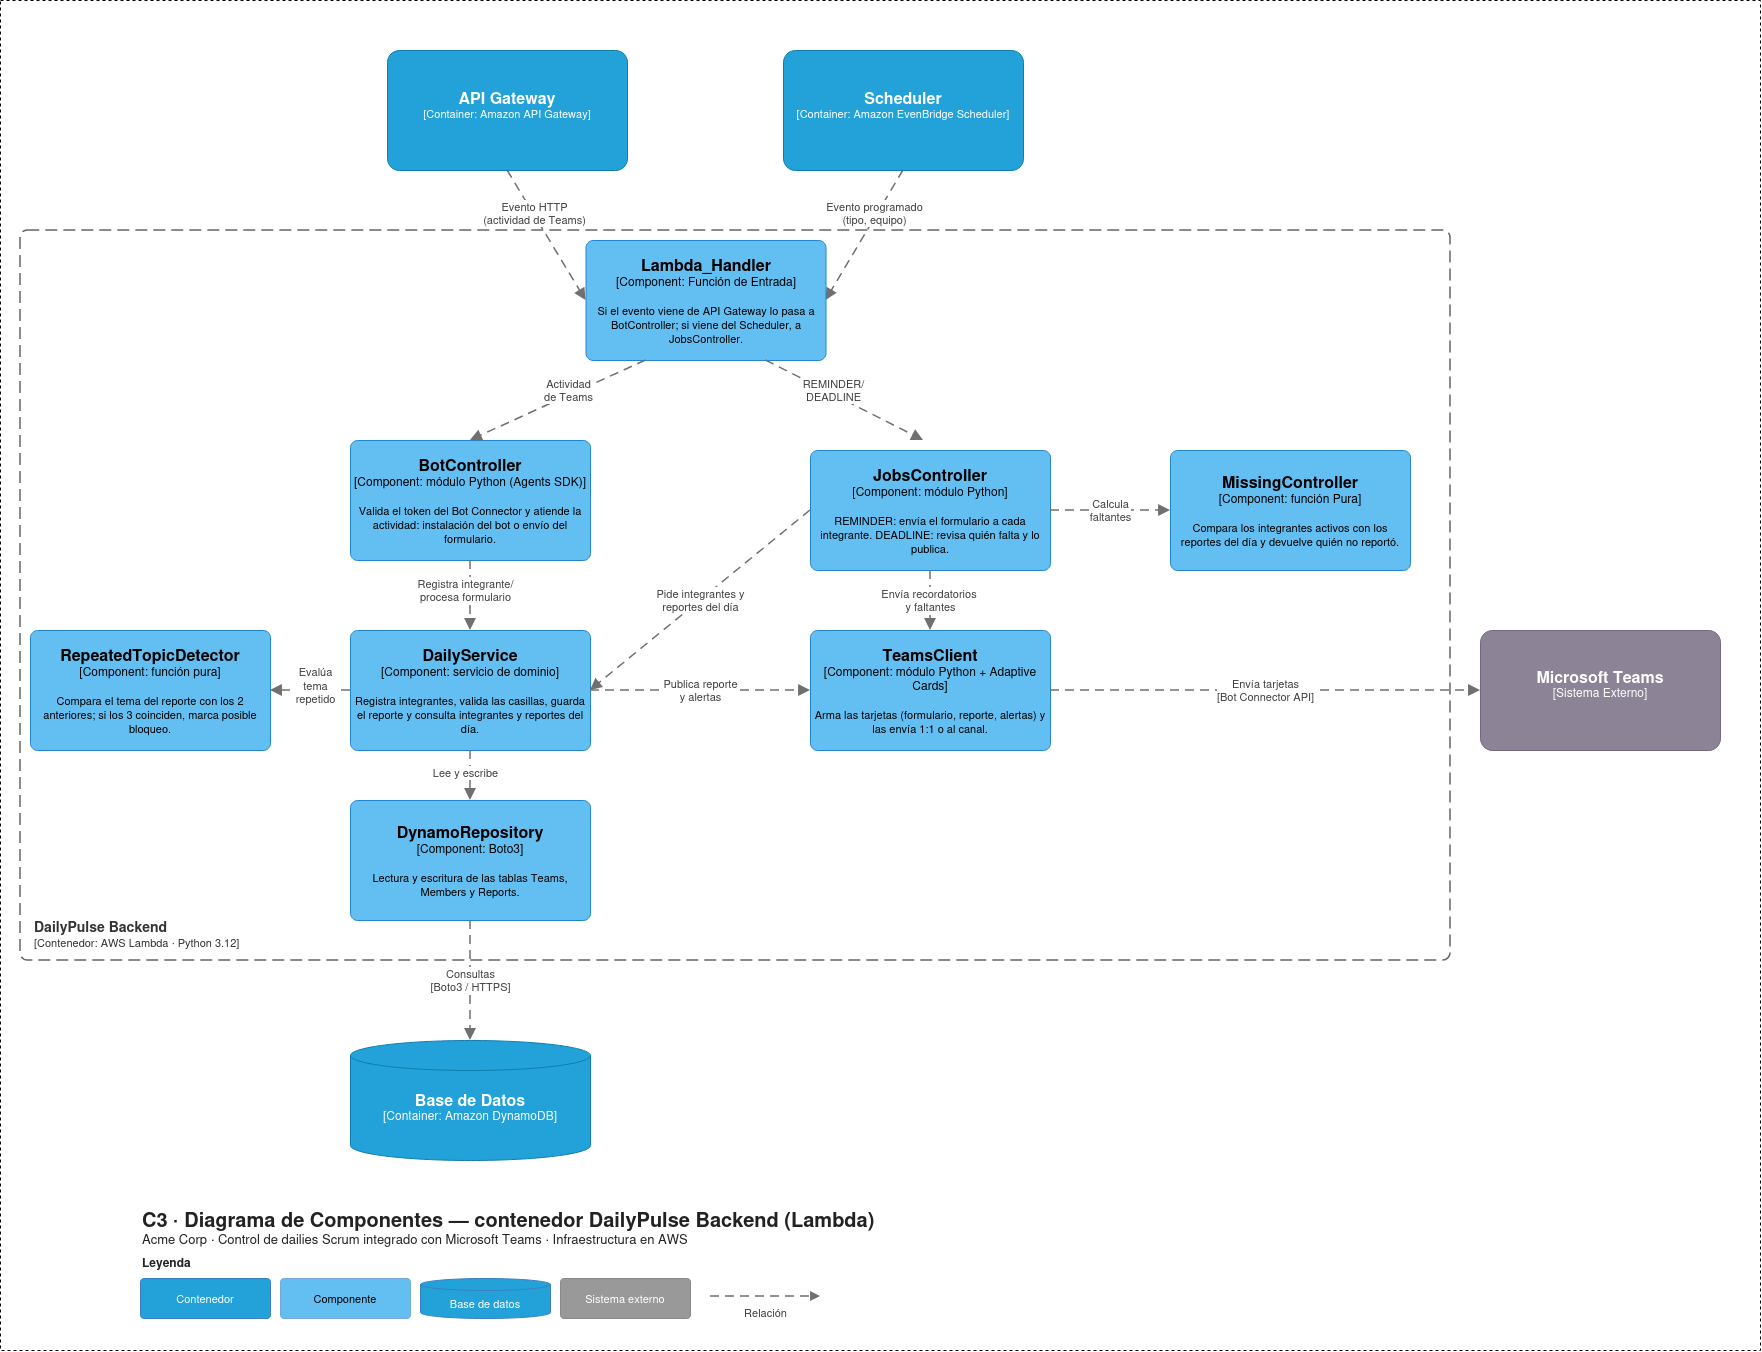 API Gateway
[Container: Amazon API Gateway]
Scheduler
[Container: Amazon EvenBridge Scheduler]
Evento HTTP
(actividad de Teams)
Evento programado
(tipo, equipo)
Lambda_Handler
[Component: Función de Entrada]
Si el evento viene de API Gateway lo pasa a
BotController; si viene del Scheduler, a
JobsController.
Actividad
de Teams
REMINDER/
DEADLINE
BotController
[Component: módulo Python (Agents SDK)]
Valida el token del Bot Connector y atiende la
actividad: instalación del bot o envío del
formulario.
JobsController
[Component: módulo Python]
REMINDER: envía el formulario a cada
integrante. DEADLINE: revisa quién falta y lo
publica.
Calcula
faltantes
MissingController
[Component: función Pura]
Compara los integrantes activos con los
reportes del día y devuelve quién no reportó.
Registra integrante/
procesa formulario
Pide integrantes y
reportes del día
Envía recordatorios
y faltantes
RepeatedTopicDetector
[Component: función pura]
Compara el tema del reporte con los 2
anteriores; si los 3 coinciden, marca posible
bloqueo.
Evalúa
tema
repetido
DailyService
[Component: servicio de dominio]
Registra integrantes, valida las casillas, guarda
el reporte y consulta integrantes y reportes del
día.
Publica reporte
y alertas
TeamsClient
[Component: módulo Python + Adaptive
Cards]
Arma las tarjetas (formulario, reporte, alertas) y
las envía 1:1 o al canal.
Envía tarjetas
[Bot Connector API]
Microsoft Teams
[Sistema Externo]
Lee y escribe
DynamoRepository
[Component: Boto3]
Lectura y escritura de las tablas Teams,
Members y Reports.
DailyPulse Backend
[Contenedor: AWS Lambda · Python 3.12]
Consultas
[Boto3 / HTTPS]
Base de Datos
[Container: Amazon DynamoDB]
C3 · Diagrama de Componentes — contenedor DailyPulse Backend (Lambda)
Acme Corp · Control de dailies Scrum integrado con Microsoft Teams · Infraestructura en AWS
Leyenda
Contenedor
Componente
Base de datos
Sistema externo
Relación